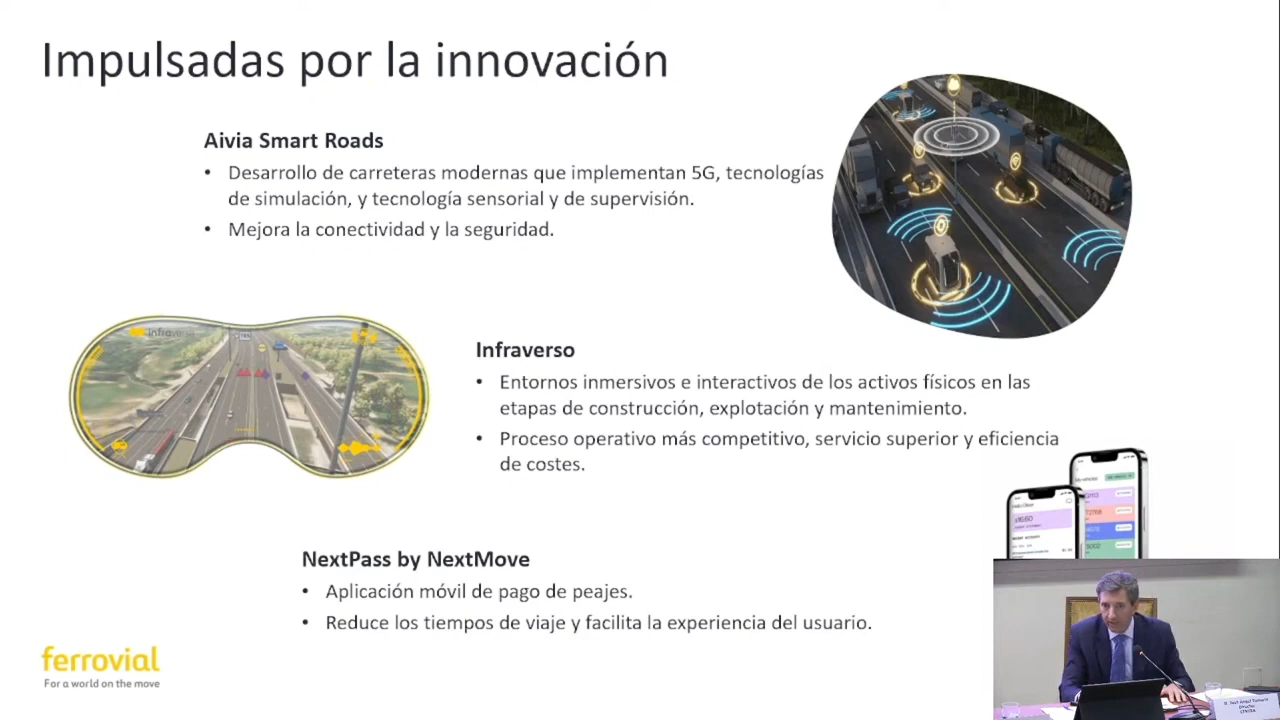 Impulsadas por la innovación
Aivia Smart Roads
• Desarrollo de carreteras modernas que implementan 5G, tecnologías
de simulación, y tecnología sensorial y de supervisión.
• Mejora la conectividad y la seguridad.
infraverso
Infraverso
• Entornos inmersivos e interactivos de los activos físicos en las
etapas de construcción, explotación y mantenimiento.
• Proceso operativo más competitivo, servicio superior y eficiencia
de costes.
My vehicles
NextPass by NextMove
• Aplicación móvil de pago de peajes.
• Reduce los tiempos de viaje y facilita la experiencia del usuario.
ferrovial
For a world on the move